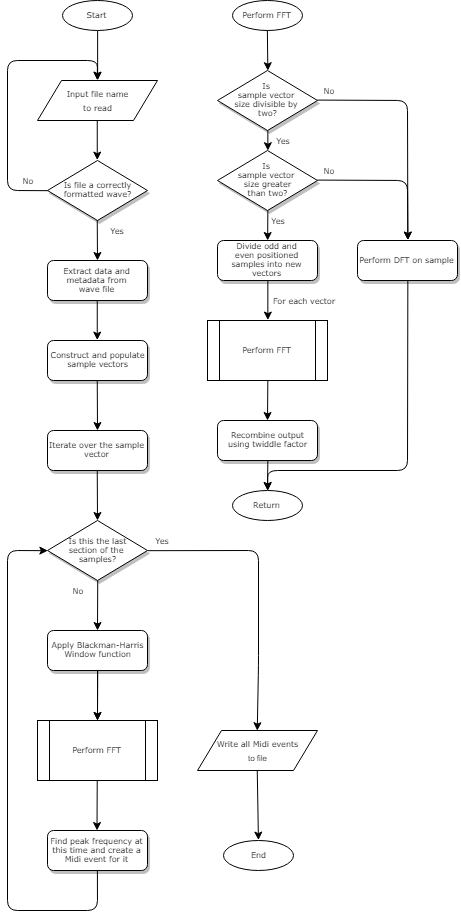 Start
Input file name
to read
Is file a correctly
formatted wave?
No
Yes
Extract data and
metadata from
wave file
Construct and populate
sample vectors
Iterate over the sample
vector
Is this the last
section of the
samples?
Yes
No
Apply Blackman-Harris
Window function
Perform FFT
Find peak frequency at
this time and create a
Midi event for it
Write all Midi events
to file
End
Perform FFT
Is
sample vector
size divisible by
two?
No
Yes
Is
sample vector
size greater
than two?
No
Yes
Divide odd and
even positioned
samples into new
vectors
Perform DFT on sample
For each vector
Perform FFT
Recombine output
using twiddle factor
Return